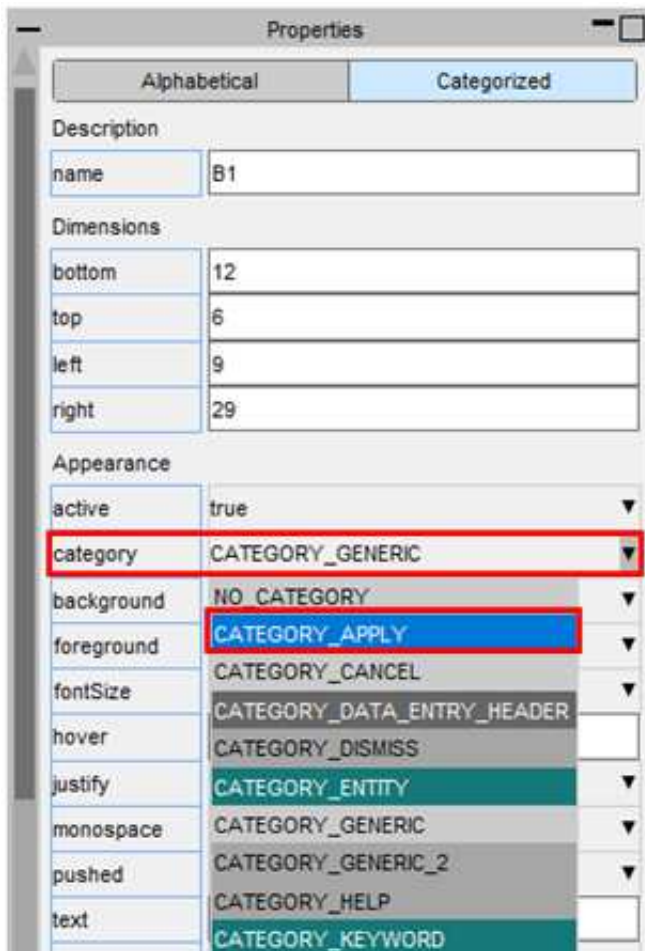 Properties
Alphabetical Categorized
Description
name B1
Dimensions
bottom 12
top 6
left 9
right 29
Appearance
active true
category CATEGORY_GENERIC
background NO_CATEGORY
foreground CATEGORY_APPLY
fontSize CATEGORY_CANCEL
hover CATEGORY_DATA_ENTRY_HEADER
CATEGORY_DISMISS
justify CATEGORY_ENTITY
monospace CATEGORY_GENERIC
pushed CATEGORY_GENERIC_2
text CATEGORY_HELP
CATEGORY_KEYWORD